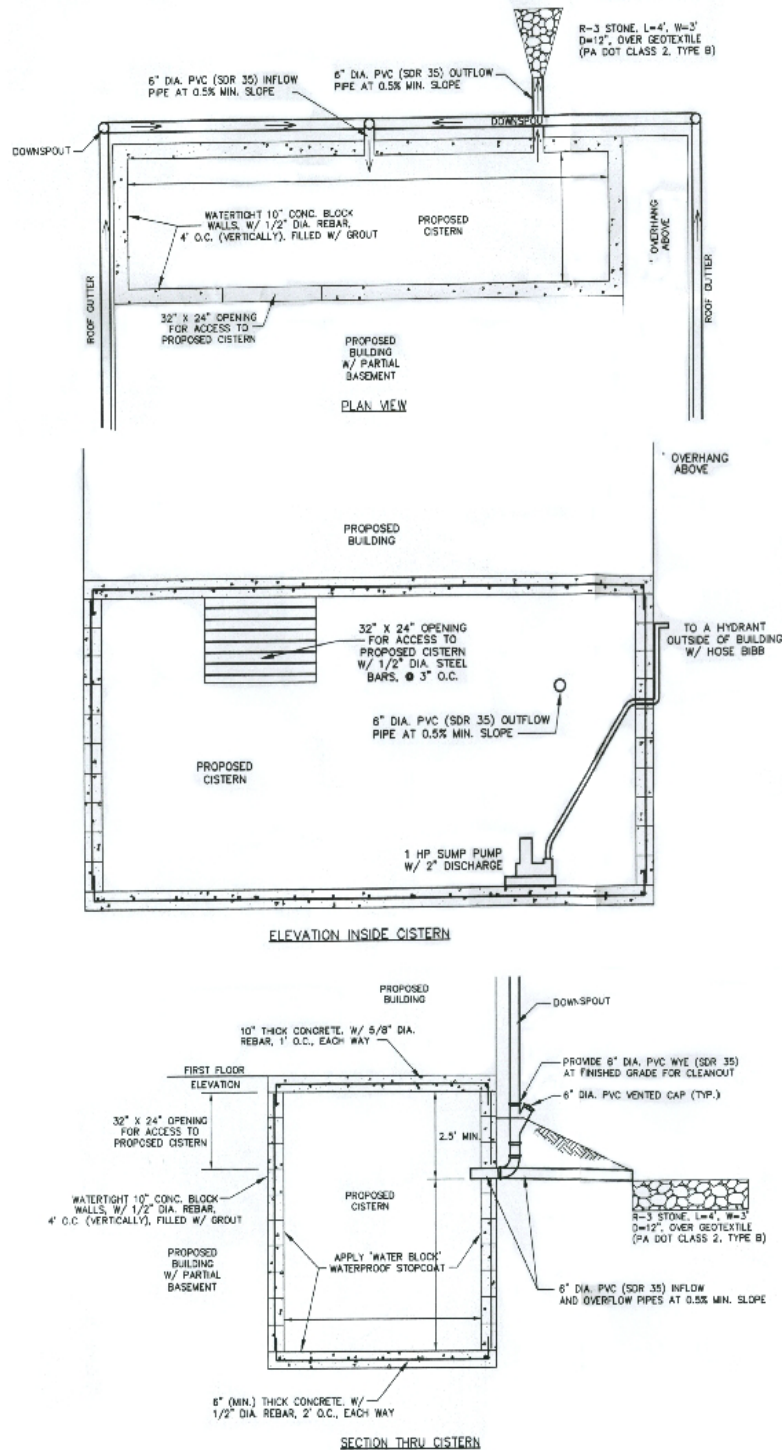 R-3 STONE, L=4', W=3'
D=12", OVER GEOTEXTILE
(PA DOT CLASS 2, TYPE B)
6" DIA. PVC (SDR 35) INFLOW
PIPE AT 0.5% MIN. SLOPE
6" DIA. PVC (SDR 35) OUTFLOW
PIPE AT 0.5% MIN. SLOPE
DOWNSPOUT
DOWNSPOUT
WATERTIGHT 10" CONC. BLOCK
WALLS, W/ 1/2" DIA. REBAR,
4' O.C. (VERTICALLY), FILLED W/ GROUT
PROPOSED
CISTERN
OVERHANG
ABOVE
ROOF GUTTER
ROOF GUTTER
32" X 24" OPENING
FOR ACCESS TO
PROPOSED CISTERN
PROPOSED
BUILDING
W/ PARTIAL
BASEMENT
PLAN VIEW
OVERHANG
ABOVE
PROPOSED
BUILDING
32" X 24" OPENING
FOR ACCESS TO
PROPOSED CISTERN
W/ 1/2" DIA. STEEL
BARS, @ 3" O.C.
TO A HYDRANT
OUTSIDE OF BUILDING
W/ HOSE BIBB
6" DIA. PVC (SDR 35) OUTFLOW
PIPE AT 0.5% MIN. SLOPE
PROPOSED
CISTERN
1 HP SUMP PUMP
W/ 2" DISCHARGE
ELEVATION INSIDE CISTERN
PROPOSED
BUILDING
DOWNSPOUT
10" THICK CONCRETE, W/ 5/8" DIA.
REBAR, 1' O.C., EACH WAY
FIRST FLOOR
ELEVATION
PROVIDE 6" DIA. PVC WYE (SDR 35)
AT FINISHED GRADE FOR CLEANOUT
6" DIA. PVC VENTED CAP (TYP.)
32" X 24" OPENING
FOR ACCESS TO
PROPOSED CISTERN
2.5' MIN.
WATERTIGHT 10" CONC. BLOCK
WALLS, W/ 1/2" DIA. REBAR,
4' O.C. (VERTICALLY), FILLED W/ GROUT
PROPOSED
CISTERN
R-3 STONE, L=4', W=3'
D=12", OVER GEOTEXTILE
(PA DOT CLASS 2, TYPE B)
PROPOSED
BUILDING
W/ PARTIAL
BASEMENT
APPLY 'WATER BLOCK'
WATERPROOF STOPCOAT
6" DIA. PVC (SDR 35) INFLOW
AND OVERFLOW PIPES AT 0.5% MIN. SLOPE
6" (MIN.) THICK CONCRETE, W/
1/2" DIA. REBAR, 2' O.C., EACH WAY
SECTION THRU CISTERN